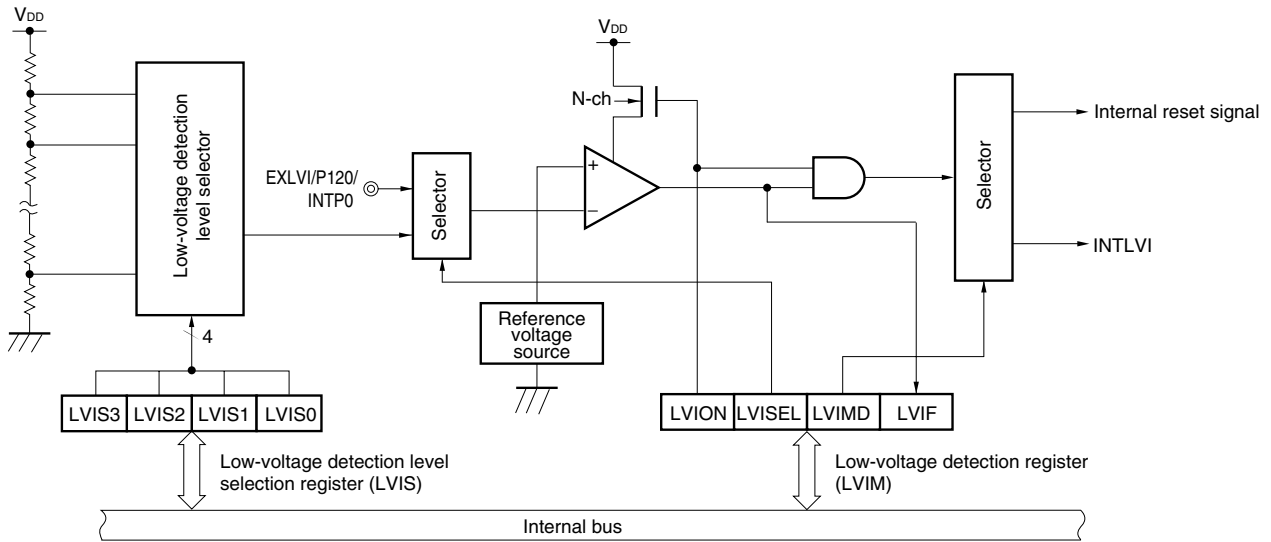 VDD
Low-voltage detection
level selector
4
LVIS3 LVIS2 LVIS1 LVIS0
Low-voltage detection level
selection register (LVIS)
EXLVI/P120/
INTP0
Selector
VDD
N-ch
+
−
Reference
voltage
source
Selector
Internal reset signal
INTLVI
LVION LVISEL LVIMD LVIF
Low-voltage detection register
(LVIM)
Internal bus